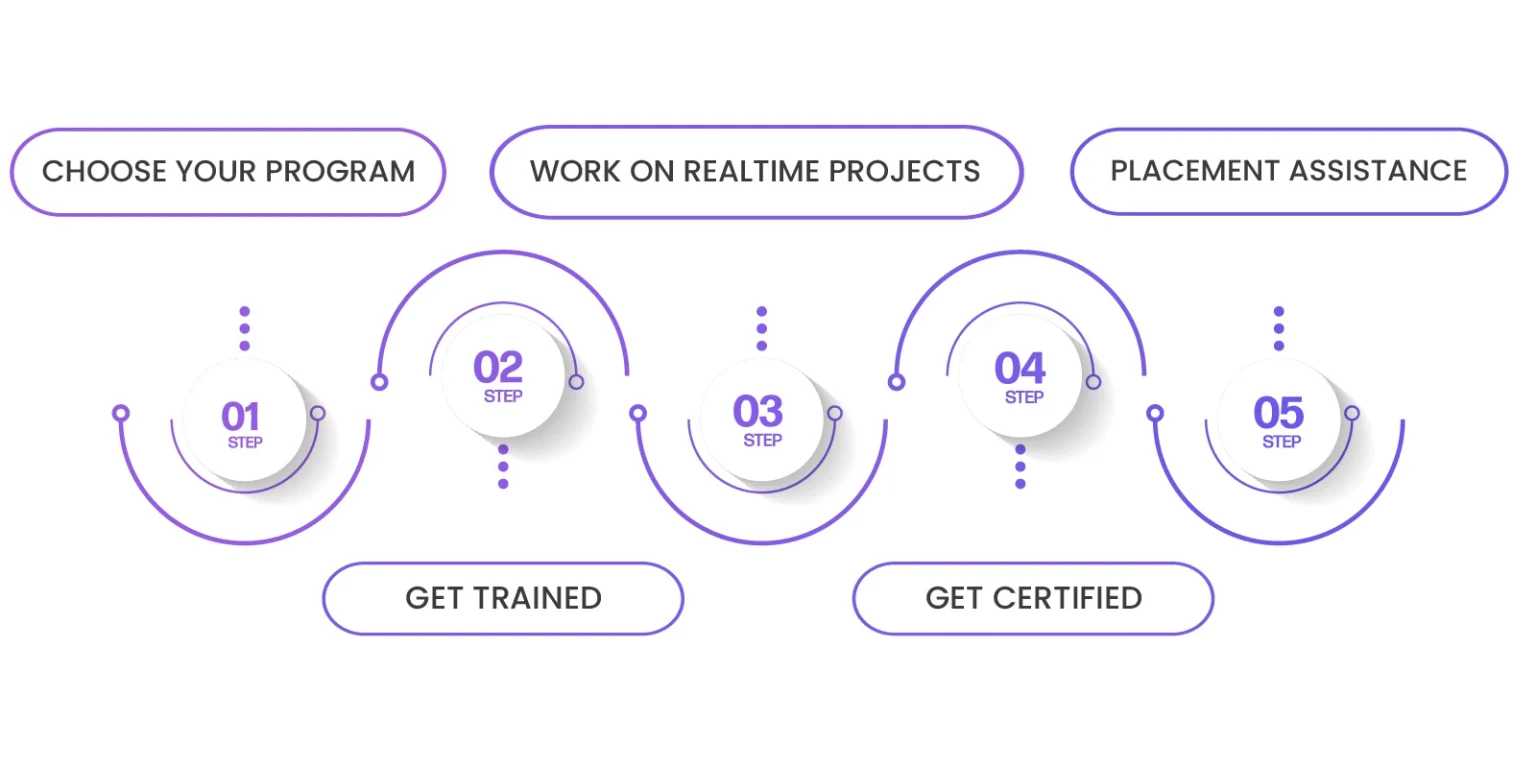 CHOOSE YOUR PROGRAM
WORK ON REALTIME PROJECTS
PLACEMENT ASSISTANCE
01
STEP
02
STEP
03
STEP
04
STEP
05
STEP
GET TRAINED
GET CERTIFIED